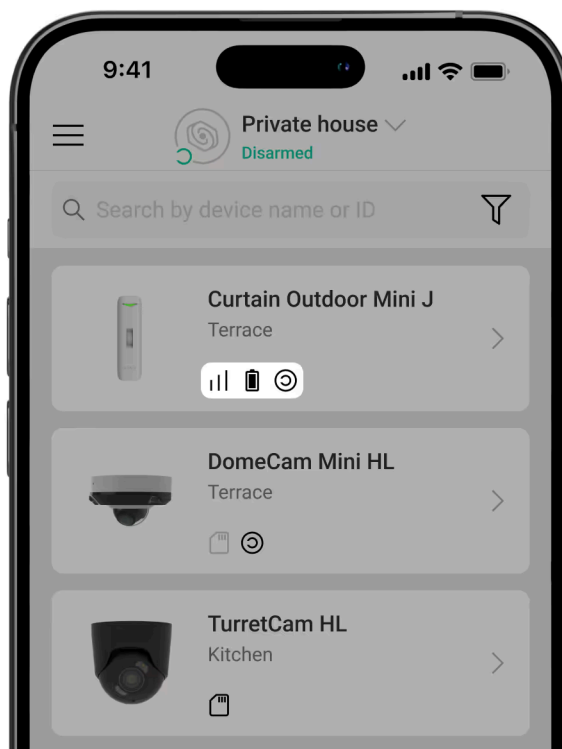 9:41
Private house
Disarmed
Search by device name or ID
Curtain Outdoor Mini J
Terrace
DomeCam Mini HL
Terrace
TurretCam HL
Kitchen